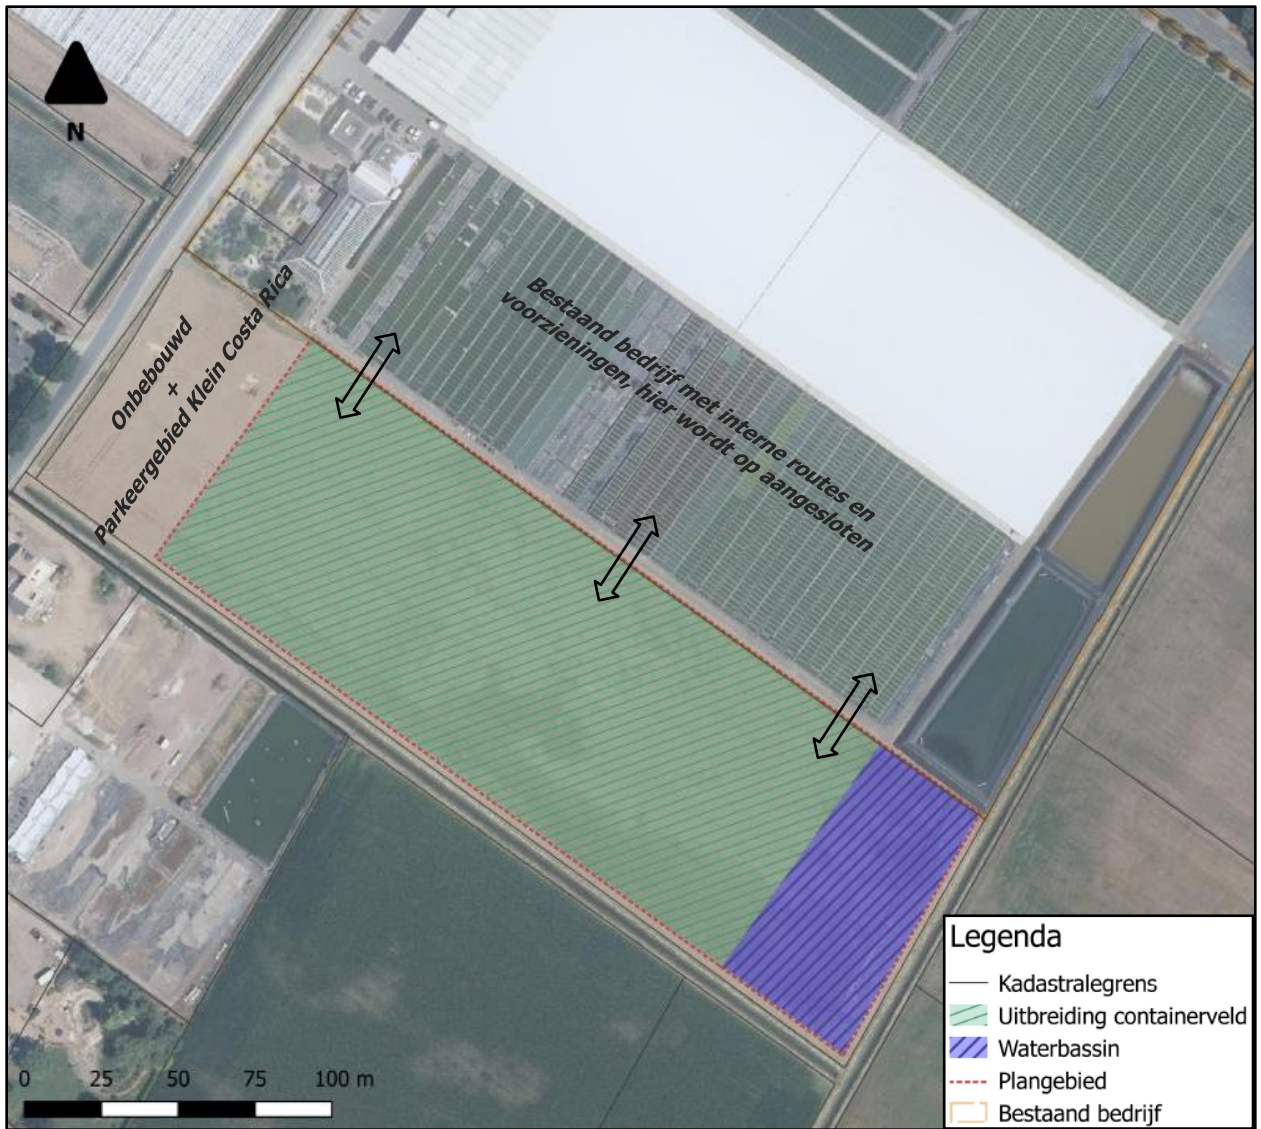 N
Onbebouwd
+
Parkeergebied Klein Costa Rica
Bestaand bedrijf met interne routes en
voorzieningen, hier wordt op aangesloten
Legenda
Kadastralegrens
Uitbreiding containerveld
Waterbassin
Plangebied
Bestaand bedrijf
0 25 50 75 100 m